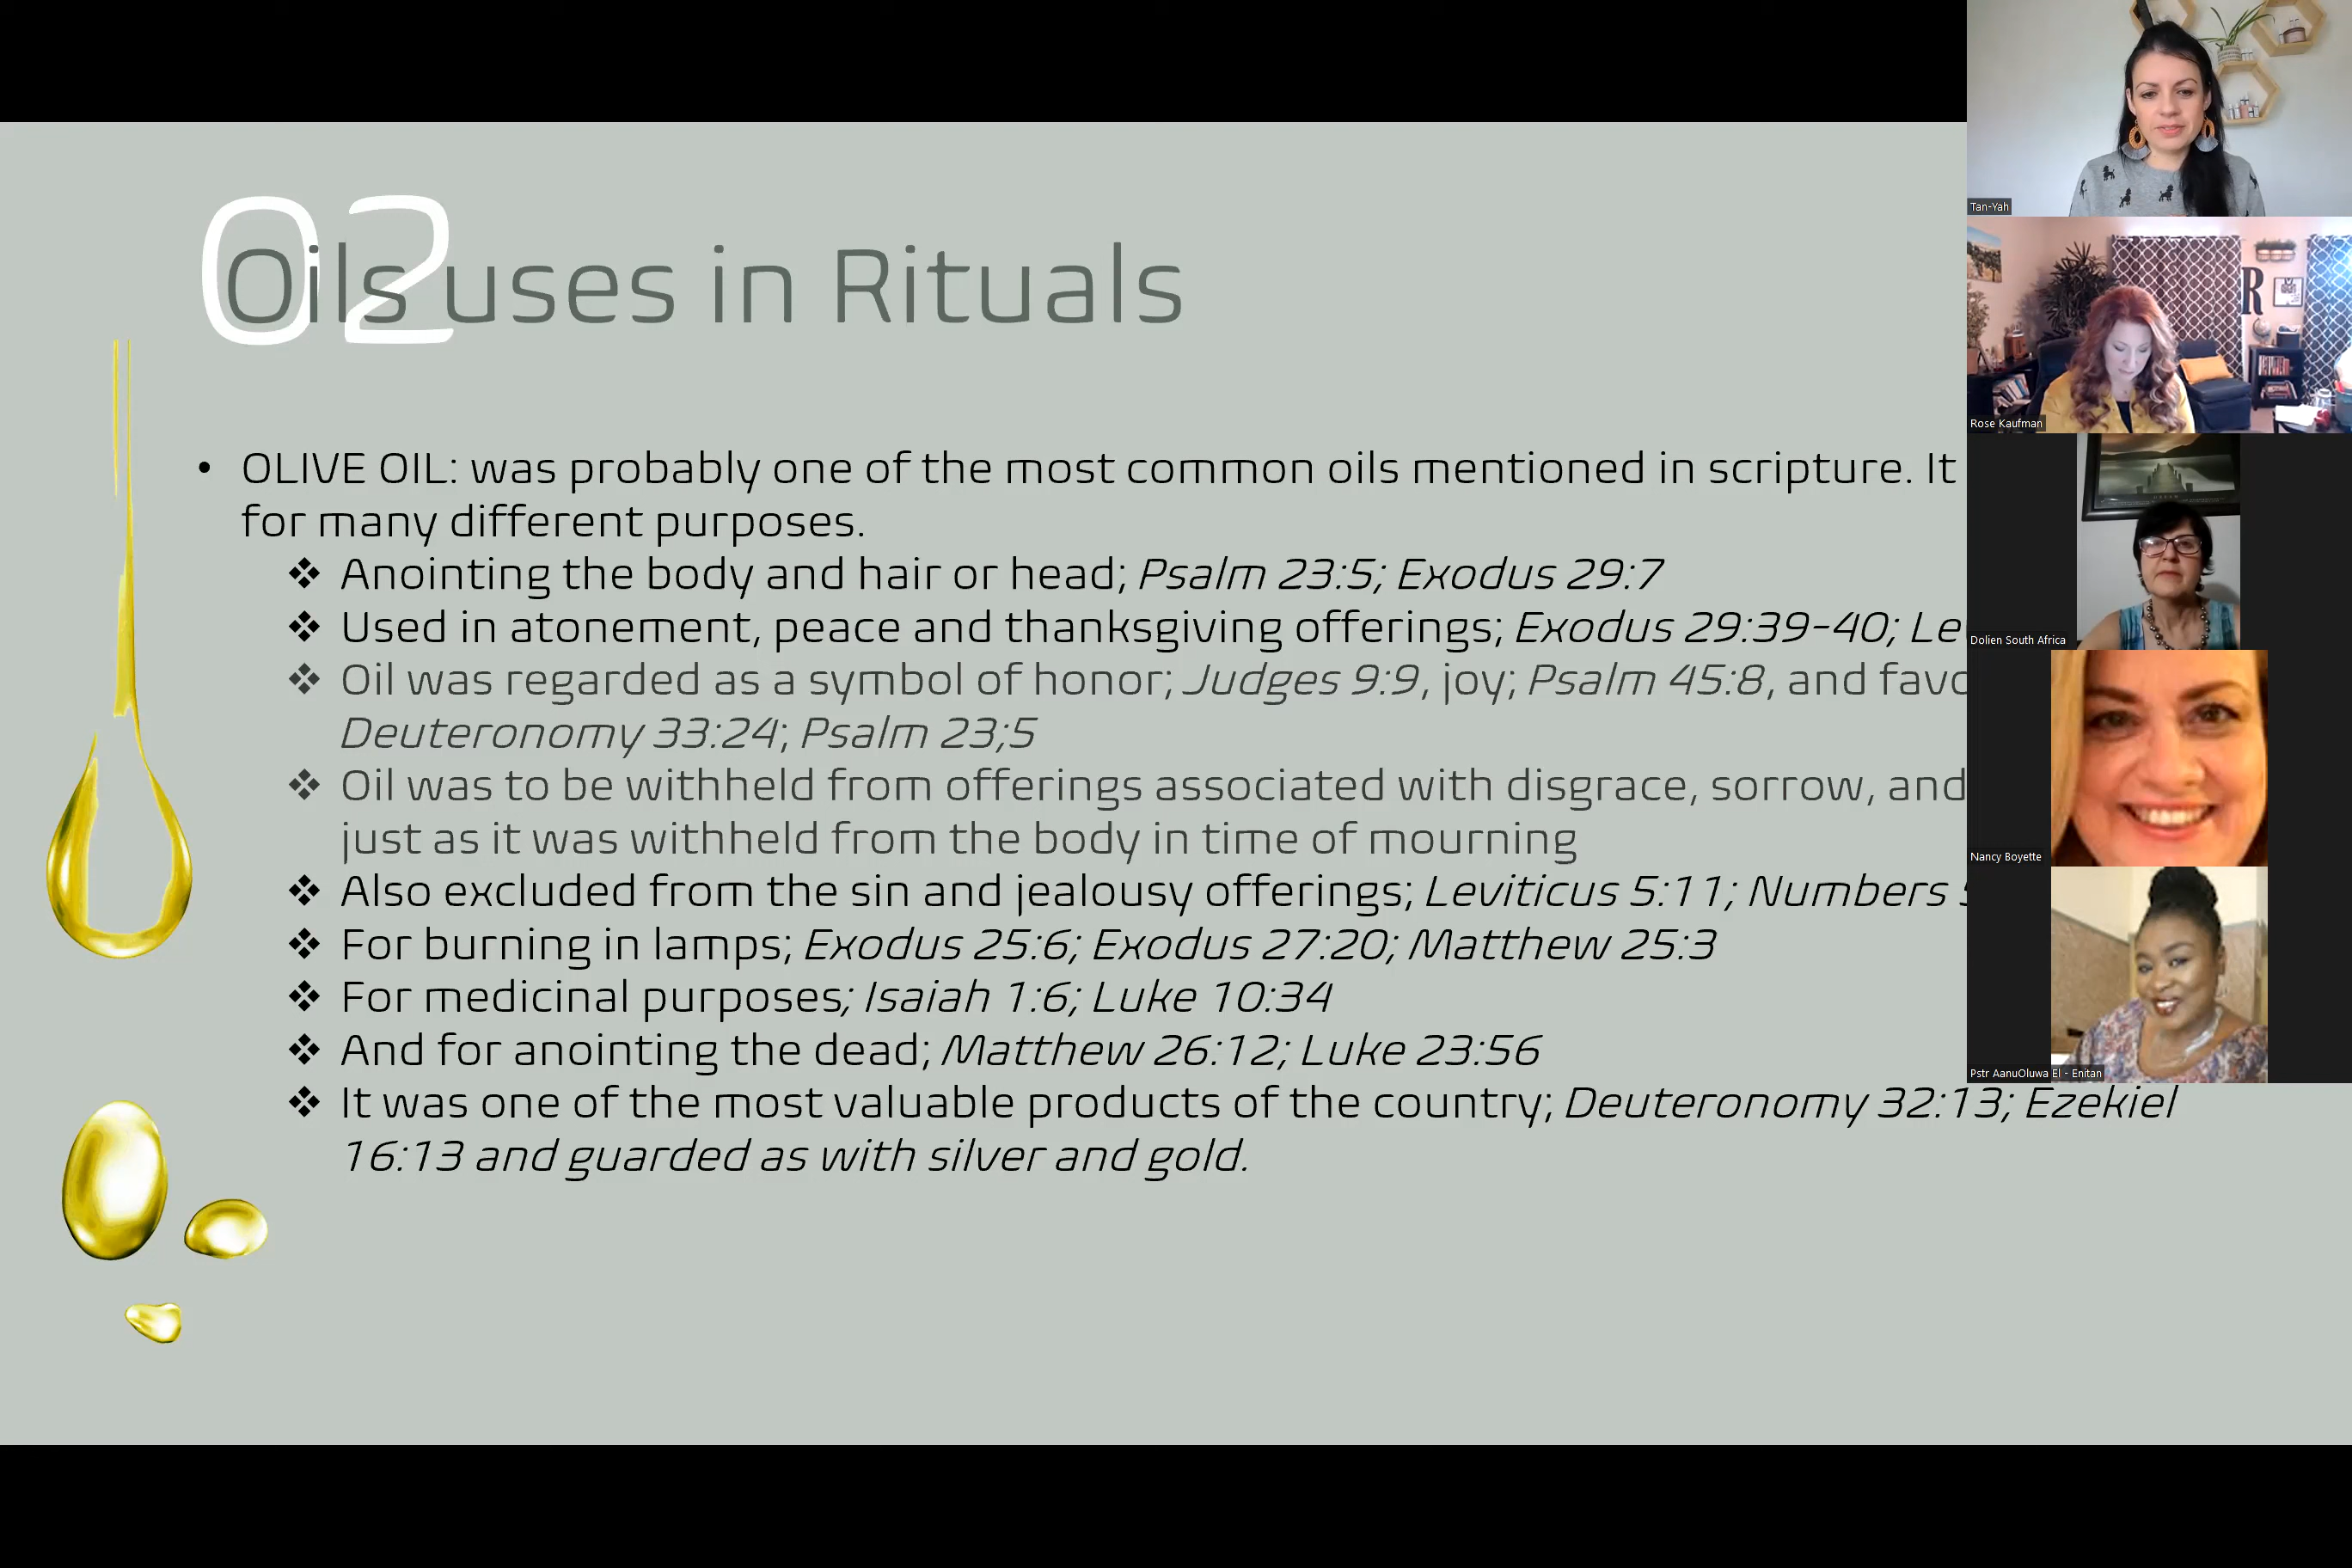 02
Oils uses in Rituals
• OLIVE OIL: was probably one of the most common oils mentioned in scripture. It
for many different purposes.
❖ Anointing the body and hair or head; Psalm 23:5; Exodus 29:7
❖ Used in atonement, peace and thanksgiving offerings; Exodus 29:39-40; Le
❖ Oil was regarded as a symbol of honor; Judges 9:9, joy; Psalm 45:8, and favo
Deuteronomy 33:24; Psalm 23;5
❖ Oil was to be withheld from offerings associated with disgrace, sorrow, and
just as it was withheld from the body in time of mourning
❖ Also excluded from the sin and jealousy offerings; Leviticus 5:11; Numbers
❖ For burning in lamps; Exodus 25:6; Exodus 27:20; Matthew 25:3
❖ For medicinal purposes; Isaiah 1:6; Luke 10:34
❖ And for anointing the dead; Matthew 26:12; Luke 23:56
❖ It was one of the most valuable products of the country; Deuteronomy 32:13; Ezekiel
16:13 and guarded as with silver and gold.
Tan-Yah
R
Rose Kaufman
Dolien South Africa
Nancy Boyette
Pstr AanuOluwa El - Enitan